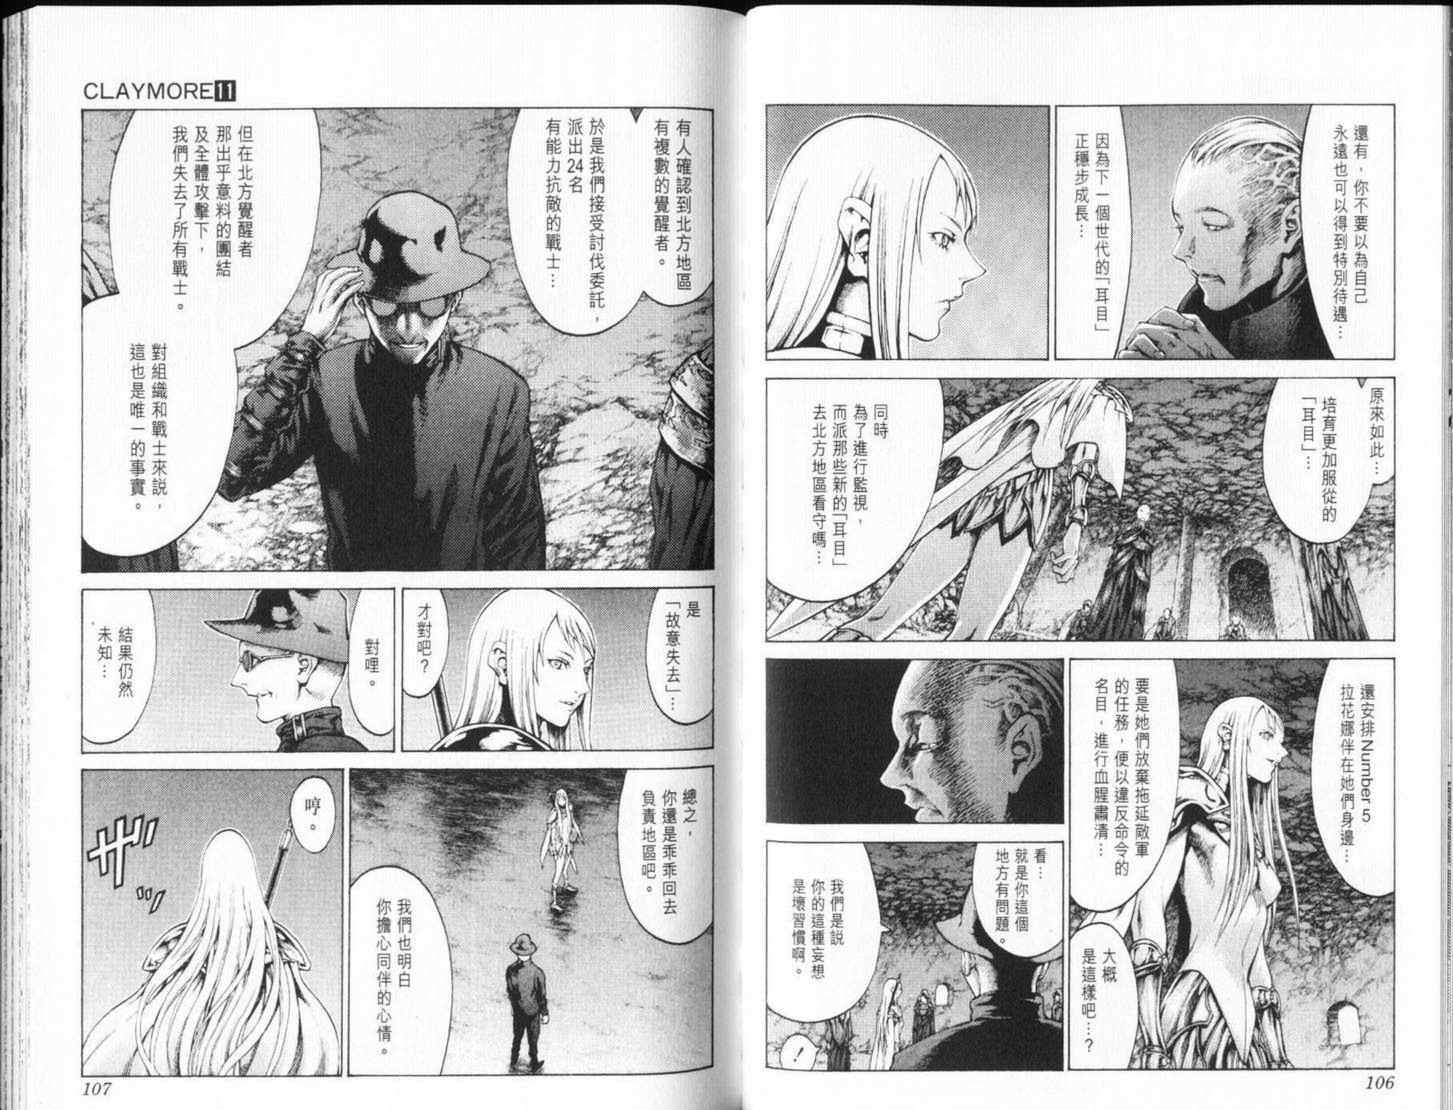 還有，你不要以為自己
永遠也可以得到特別待遇…
因為下一個世代的「耳目」
正穩步成長…
原來如此…
培育更加服從的
「耳目」…
同時
為了進行監視，
而派那些新的「耳目」
去北方地區看守嗎…
還安排Number 5
拉花娜伴在她們身邊…
要是她們放棄拖延敵軍
的任務，便以違反命令的
名目，進行血腥肅清…
大概
是這樣吧…?
看…
就是你這個
地方有問題。
我們是說
你的這種妄想
是壞習慣啊。
！
106
CLAYMORE11
有人確認到北方地區
有複數的覺醒者。
於是我們接受討伐委託，
派出24名
有能力抗敵的戰士…
但在北方覺醒者
那出乎意料的團結
及全體攻擊下，
我們失去了所有戰士。
對組織和戰士來説，
這也是唯一的事實。
是
「故意失去」…
才對吧?
對哩。
結果仍然
未知…
總之，
你還是乖乖回去
負責地區吧。
我們也明白
你擔心同伴的心情。
哼。
ザッ
107